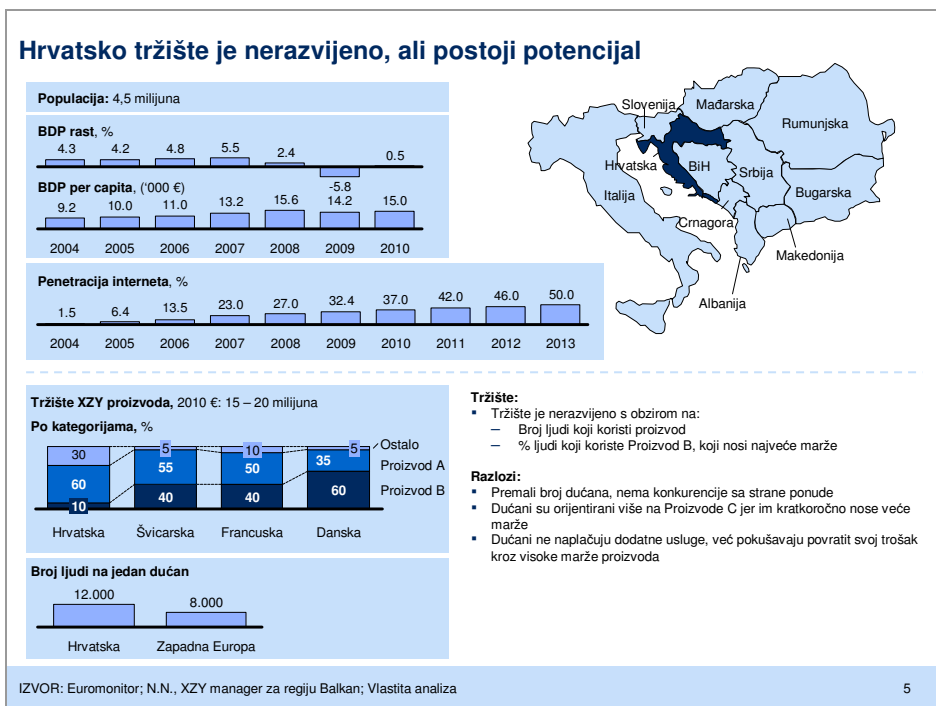 Hrvatsko tržište je nerazvijeno, ali postoji potencijal
Populacija: 4,5 milijuna
BDP rast, %
4.3 4.2 4.8 5.5 2.4 -5.8 0.5
BDP per capita, (‘000 €)
9.2 10.0 11.0 13.2 15.6 14.2 15.0
2004 2005 2006 2007 2008 2009 2010
Penetracija interneta, %
1.5 6.4 13.5 23.0 27.0 32.4 37.0 42.0 46.0 50.0
2004 2005 2006 2007 2008 2009 2010 2011 2012 2013
Slovenija
Mađarska
Rumunjska
Hrvatska
BiH
Srbija
Italija
Bugarska
Crnagora
Makedonija
Albanija
Tržište XZY proizvoda, 2010 €: 15 – 20 milijuna
Po kategorijama, %
30 5 10 5 Ostalo
60 55 50 35 Proizvod A
10 40 40 60 Proizvod B
Hrvatska Švicarska Francuska Danska
Broj ljudi na jedan dućan
12.000 8.000
Hrvatska Zapadna Europa
Tržište:
▪ Tržište je nerazvijeno s obzirom na:
– Broj ljudi koji koristi proizvod
– % ljudi koji koriste Proizvod B, koji nosi najveće marže
Razlozi:
▪ Premali broj dućana, nema konkurencije sa strane ponude
▪ Dućani su orijentirani više na Proizvode C jer im kratkoročno nose veće
marže
▪ Dućani ne naplaćuju dodatne usluge, već pokušavaju povratit svoj trošak
kroz visoke marže proizvoda
IZVOR: Euromonitor; N.N., XZY manager za regiju Balkan; Vlastita analiza
5